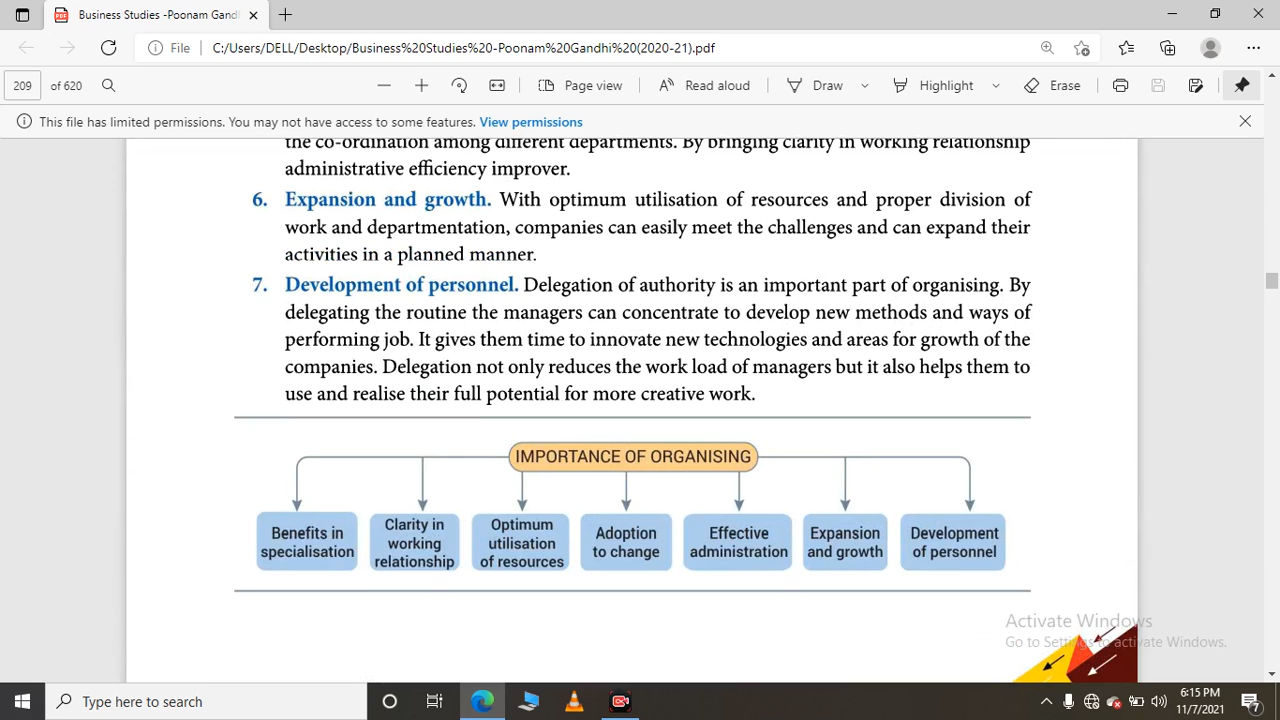 Business Studies -Poonam Gandh
File C:/Users/DELL/Desktop/Business%20Studies%20-Poonam%20Gandhi%20(2020-21).pdf
209 of 620 Page view Read aloud Draw Highlight Erase
This file has limited permissions. You may not have access to some features. View permissions
the co-ordination among different departments. By bringing clarity in working relationship
administrative efficiency improver.
6. Expansion and growth. With optimum utilisation of resources and proper division of
work and departmentation, companies can easily meet the challenges and can expand their
activities in a planned manner.
7. Development of personnel. Delegation of authority is an important part of organising. By
delegating the routine the managers can concentrate to develop new methods and ways of
performing job. It gives them time to innovate new technologies and areas for growth of the
companies. Delegation not only reduces the work load of managers but it also helps them to
use and realise their full potential for more creative work.
IMPORTANCE OF ORGANISING
Benefits in
specialisation
Clarity in
working
relationship
Optimum
utilisation
of resources
Adoption
to change
Effective
administration
Expansion
and growth
Development
of personnel
Activate Windows
Go to Settings to activate Windows.
Type here to search
6:15 PM
11/7/2021
7